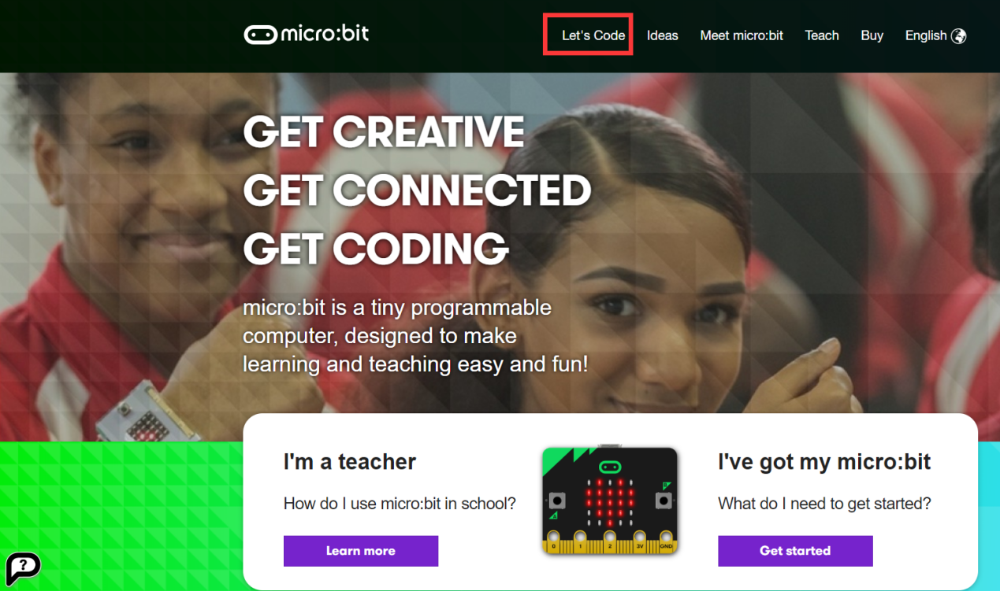 micro:bit
Let's Code Ideas Meet micro:bit Teach Buy English
GET CREATIVE
GET CONNECTED
GET CODING
micro:bit is a tiny programmable
computer, designed to make
learning and teaching easy and fun!
I'm a teacher
How do I use micro:bit in school?
Learn more
B
A
0 1 2 3V GND
I've got my micro:bit
What do I need to get started?
Get started
?